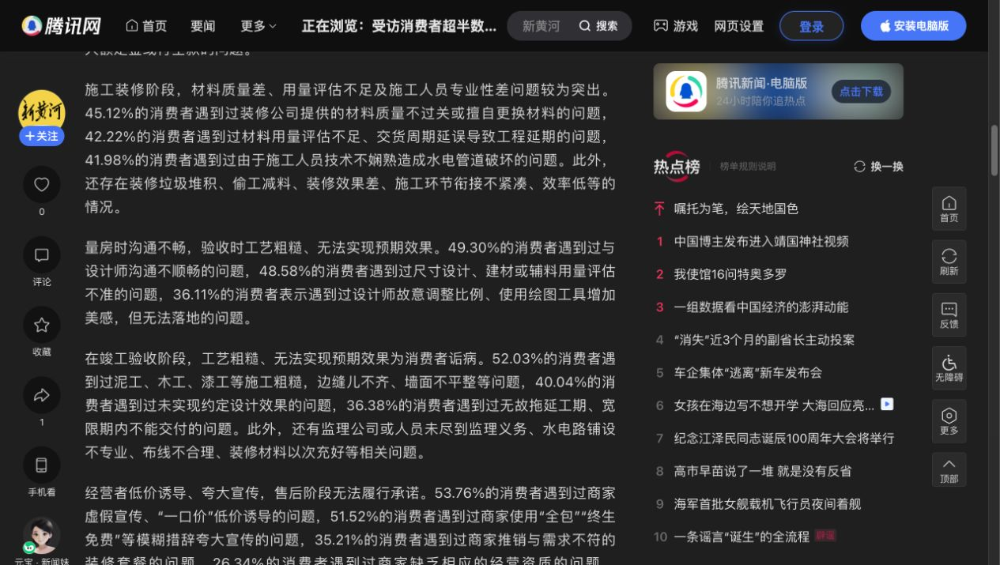 腾讯网
首页
要闻
更多
正在浏览：受访消费者超半数...
新黄河
搜索
游戏
网页设置
登录
安装电脑版
新黄河
+关注
0
评论
收藏
1
手机看
元宝·新闻妹
施工装修阶段，材料质量差、用量评估不足及施工人员专业性差问题较为突出。
45.12%的消费者遇到过装修公司提供的材料质量不过关或擅自更换材料的问题，
42.22%的消费者遇到过材料用量评估不足、交货周期延误导致工程延期的问题，
41.98%的消费者遇到过由于施工人员技术不娴熟造成水电管道破坏的问题。此外，
还存在装修垃圾堆积、偷工减料、装修效果差、施工环节衔接不紧凑、效率低等的
情况。
量房时沟通不畅，验收时工艺粗糙、无法实现预期效果。49.30%的消费者遇到过与
设计师沟通不顺畅的问题，48.58%的消费者遇到过尺寸设计、建材或辅料用量评估
不准的问题，36.11%的消费者表示遇到过设计师故意调整比例、使用绘图工具增加
美感，但无法落地的问题。
在竣工验收阶段，工艺粗糙、无法实现预期效果为消费者诟病。52.03%的消费者遇
到过泥工、木工、漆工等施工粗糙，边缝儿不齐、墙面不平整等问题，40.04%的消
费者遇到过未实现约定设计效果的问题，36.38%的消费者遇到过无故拖延工期、宽
限期内不能交付的问题。此外，还有监理公司或人员未尽到监理义务、水电路铺设
不专业、布线不合理、装修材料以次充好等相关问题。
经营者低价诱导、夸大宣传，售后阶段无法履行承诺。53.76%的消费者遇到过商家
虚假宣传、“一口价”低价诱导的问题，51.52%的消费者遇到过商家使用“全包”“终生
免费”等模糊措辞夸大宣传的问题，35.21%的消费者遇到过商家推销与需求不符的
装修套餐的问题，26.34%的消费者遇到过商家缺乏相应的经营资质的问题。
腾讯新闻·电脑版
24小时陪你追热点
点击下载
热点榜
榜单规则说明
换一换
嘱托为笔，绘天地国色
1 中国博主发布进入靖国神社视频
2 我使馆16问特奥多罗
3 一组数据看中国经济的澎湃动能
4 “消失”近3个月的副省长主动投案
5 车企集体“逃离”新车发布会
6 女孩在海边写不想开学 大海回应亮...
7 纪念江泽民同志诞辰100周年大会将举行
8 高市早苗说了一堆 就是没有反省
9 海军首批女舰载机飞行员夜间着舰
10 一条谣言“诞生”的全流程 辟谣
首页
刷新
反馈
无障碍
更多
顶部